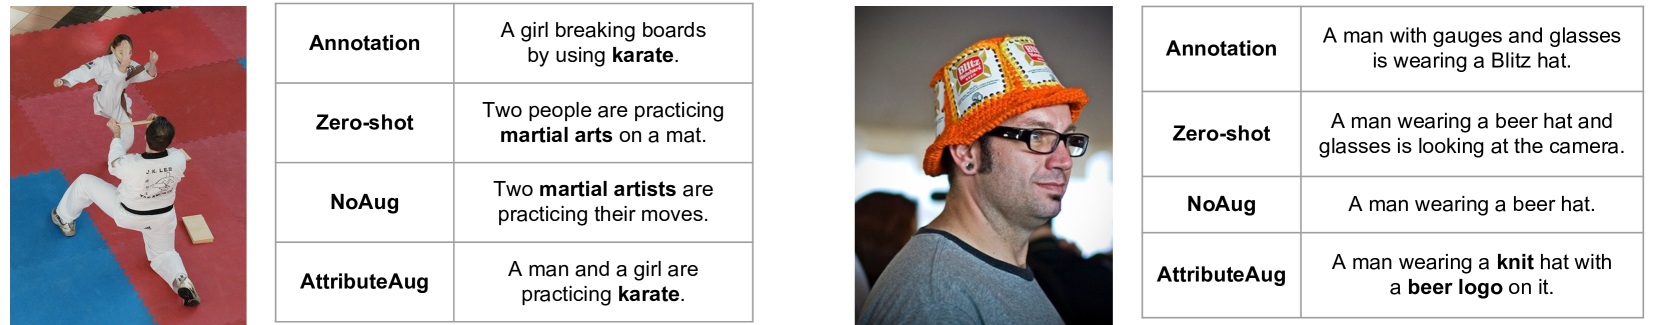 Annotation
A girl breaking boards
by using karate.
Zero-shot
Two people are practicing
martial arts on a mat.
NoAug
Two martial artists are
practicing their moves.
AttributeAug
A man and a girl are
practicing karate.
J.K. LEE
Blitz
Blitz
Annotation
A man with gauges and glasses
is wearing a Blitz hat.
Zero-shot
A man wearing a beer hat and
glasses is looking at the camera.
NoAug
A man wearing a beer hat.
AttributeAug
A man wearing a knit hat with
a beer logo on it.